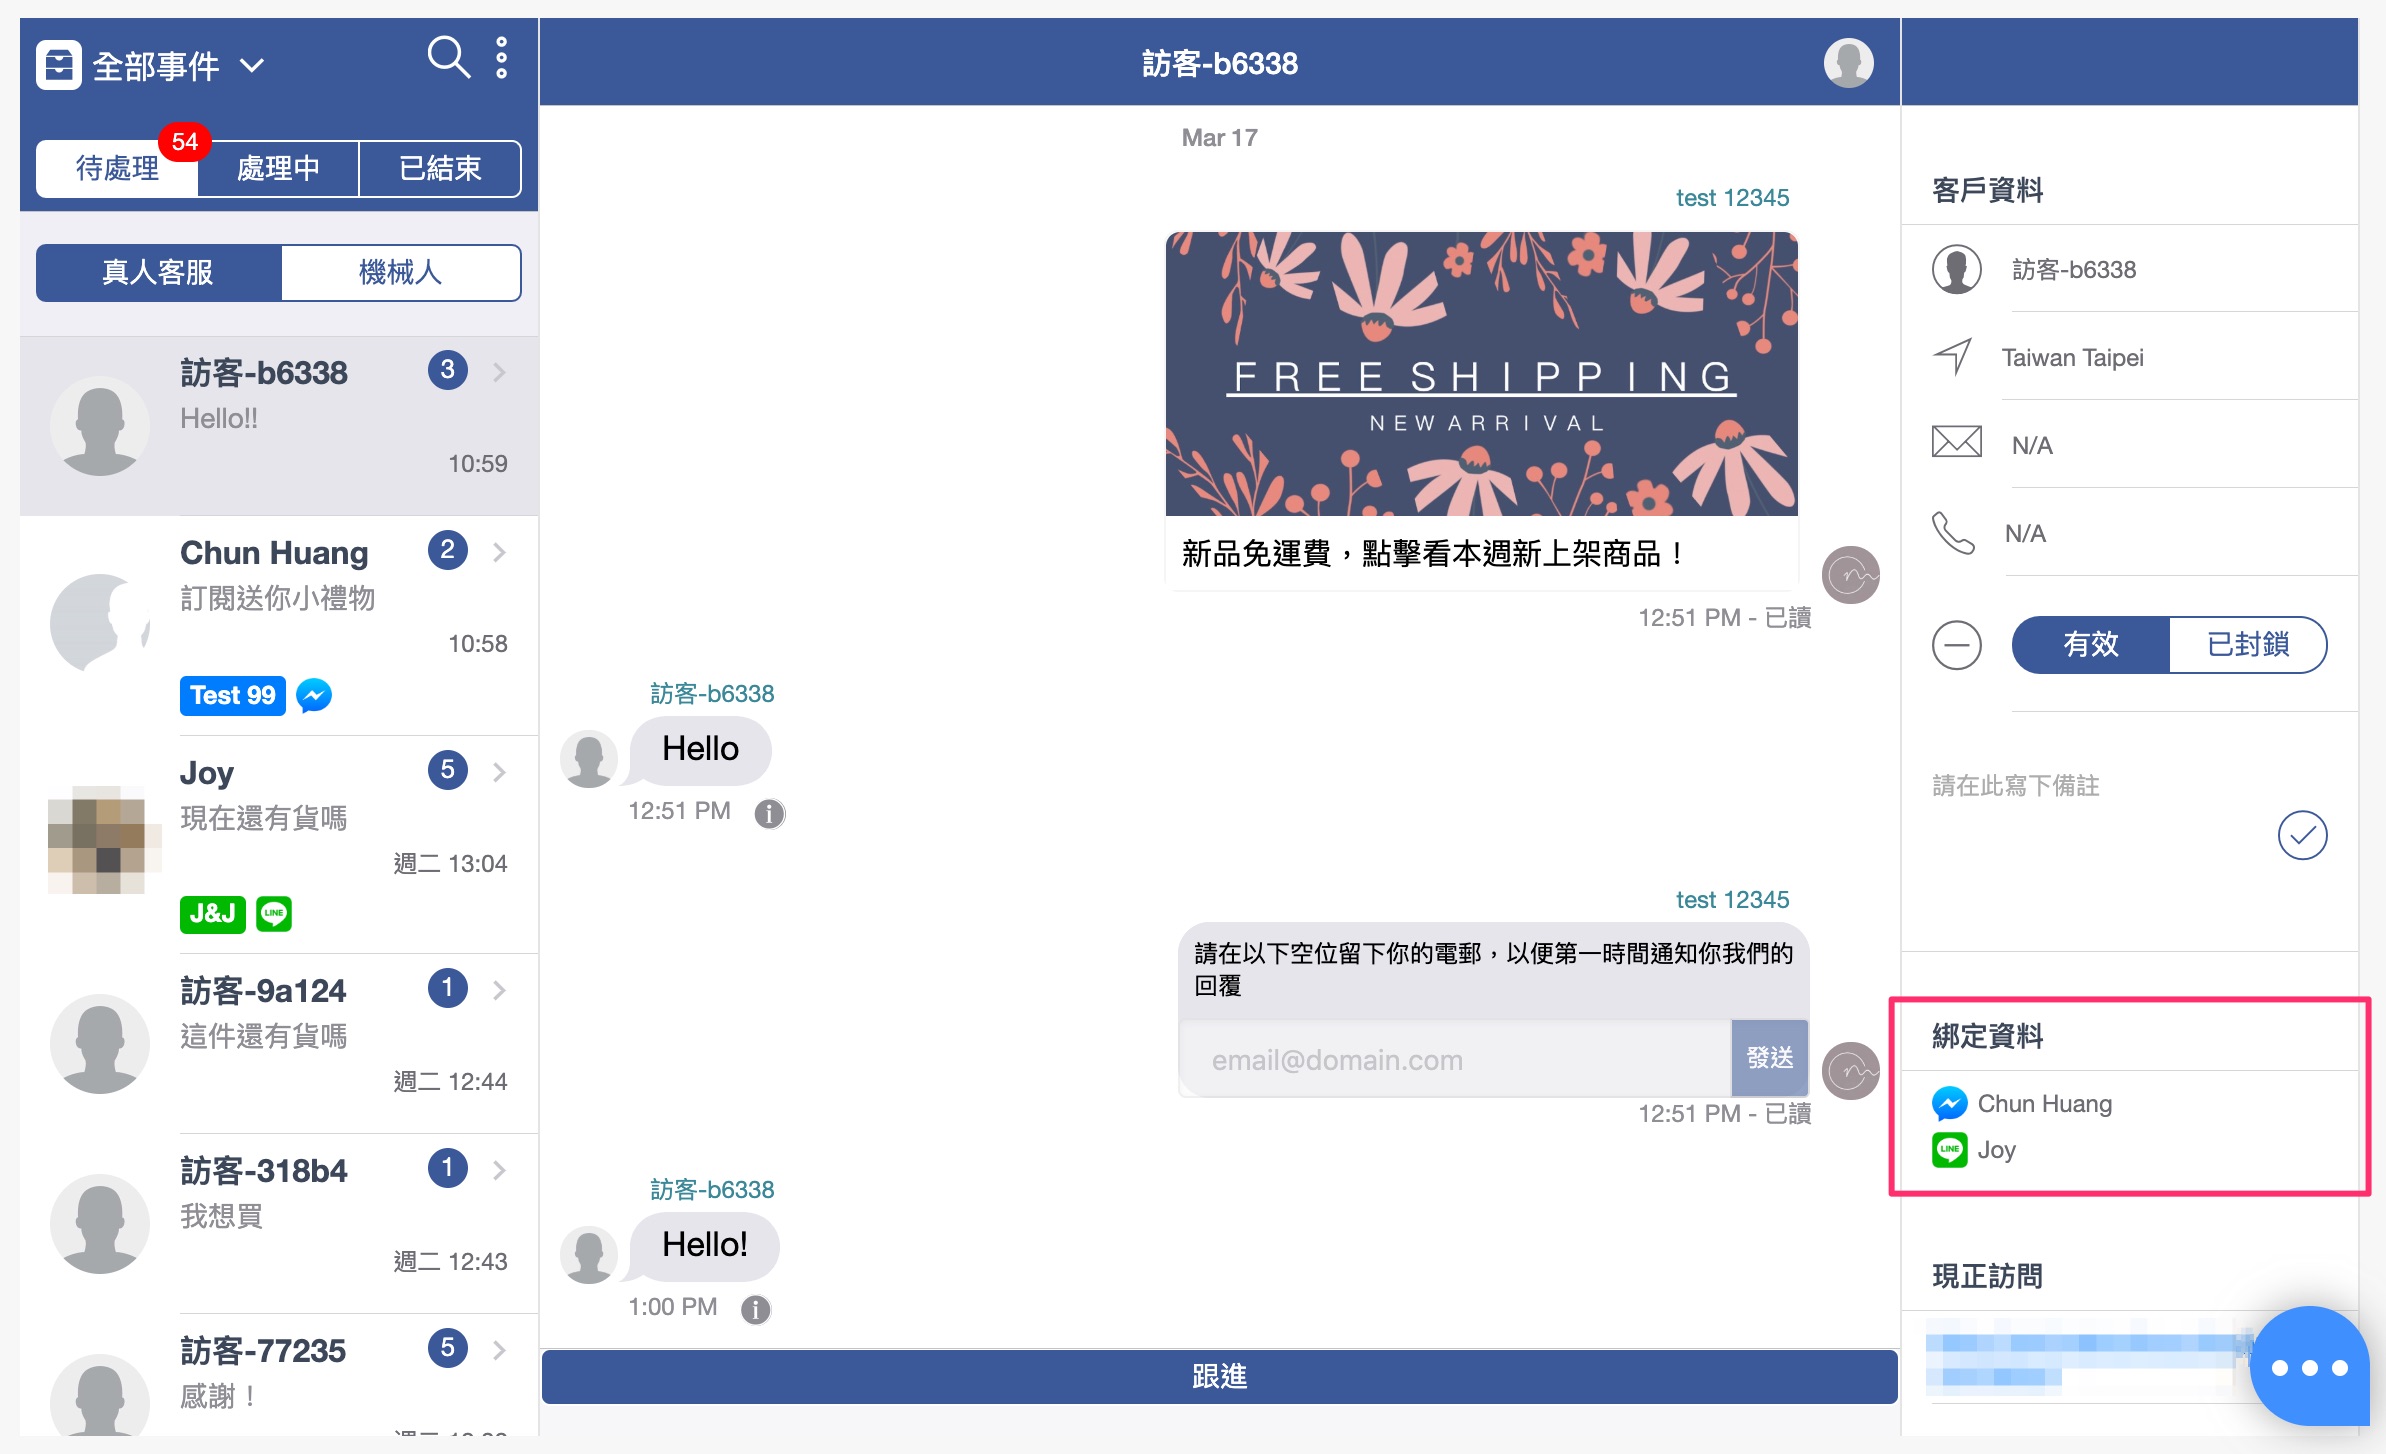 全部事件
54
待處理
處理中
已結束
真人客服
機械人
訪客-b6338
3
Hello!!
10:59
Chun Huang
2
訂閱送你小禮物
10:58
Test 99
Joy
5
現在還有貨嗎
週二 13:04
J&J
LINE
訪客-9a124
1
這件還有貨嗎
週二 12:44
訪客-318b4
1
我想買
週二 12:43
訪客-77235
5
感謝！
訪客-b6338
Mar 17
test 12345
FREE SHIPPING
NEW ARRIVAL
新品免運費，點擊看本週新上架商品！
12:51 PM - 已讀
訪客-b6338
Hello
12:51 PM
test 12345
請在以下空位留下你的電郵，以便第一時間通知你我們的
回覆
email@domain.com
發送
12:51 PM - 已讀
訪客-b6338
Hello!
1:00 PM
跟進
客戶資料
訪客-b6338
Taiwan Taipei
N/A
N/A
有效
已封鎖
請在此寫下備註
綁定資料
Chun Huang
LINE
Joy
現正訪問